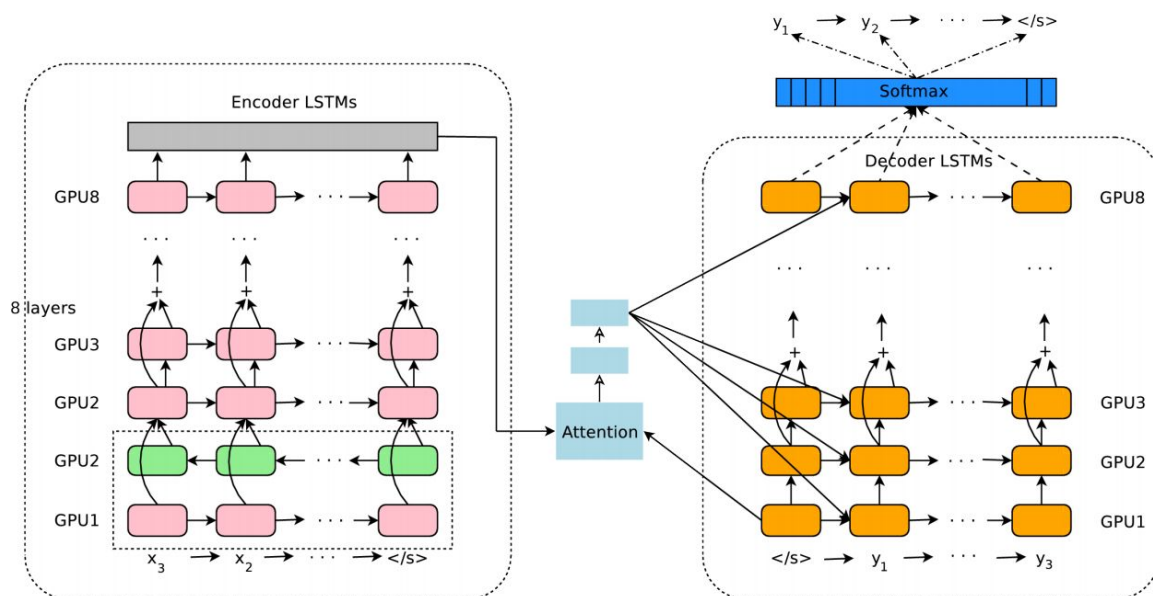 y1 y2 · · · </s>
Softmax
Encoder LSTMs
Decoder LSTMs
GPU8 · · · GPU8
· · · · · · · · · · · · · · ·
+ + +
8 layers
+ + +
GPU3 · · ·
GPU2 · · · Attention · · · GPU3
GPU2 · · · · · · GPU2
GPU1 · · · · · · GPU1
x3 x2 · · · </s> </s> y1 · · · y3